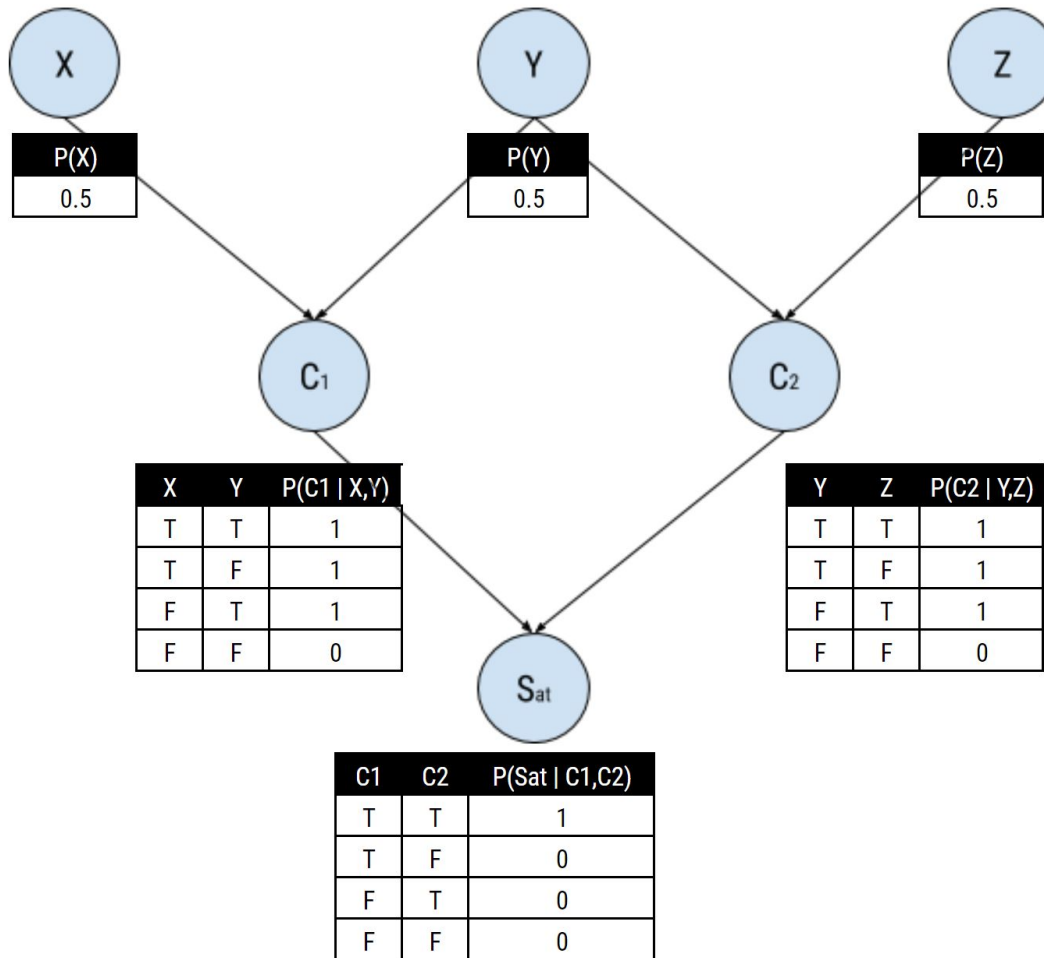 X Y Z
P(X) P(Y) P(Z)
0.5 0.5 0.5
C1 C2
X Y P(C1 | X,Y)
T T 1
T F 1
F T 1
F F 0
Y Z P(C2 | Y,Z)
T T 1
T F 1
F T 1
F F 0
Sat
C1 C2 P(Sat | C1,C2)
T T 1
T F 0
F T 0
F F 0